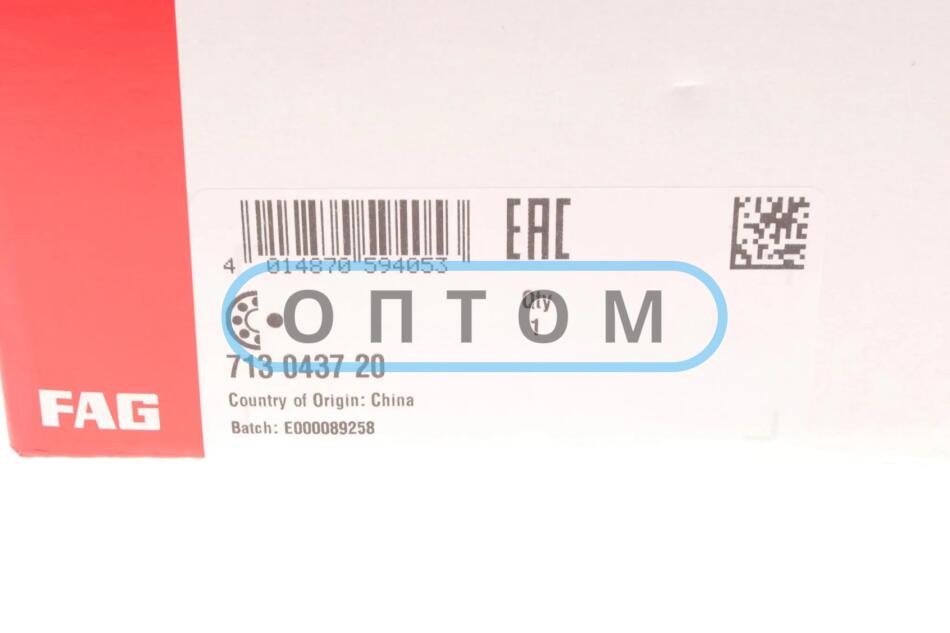 EAC
4 014870 594053
ОПТОМ
Qty
1
713 0437 20
Country of Origin: China
Batch: E000089258
FAG